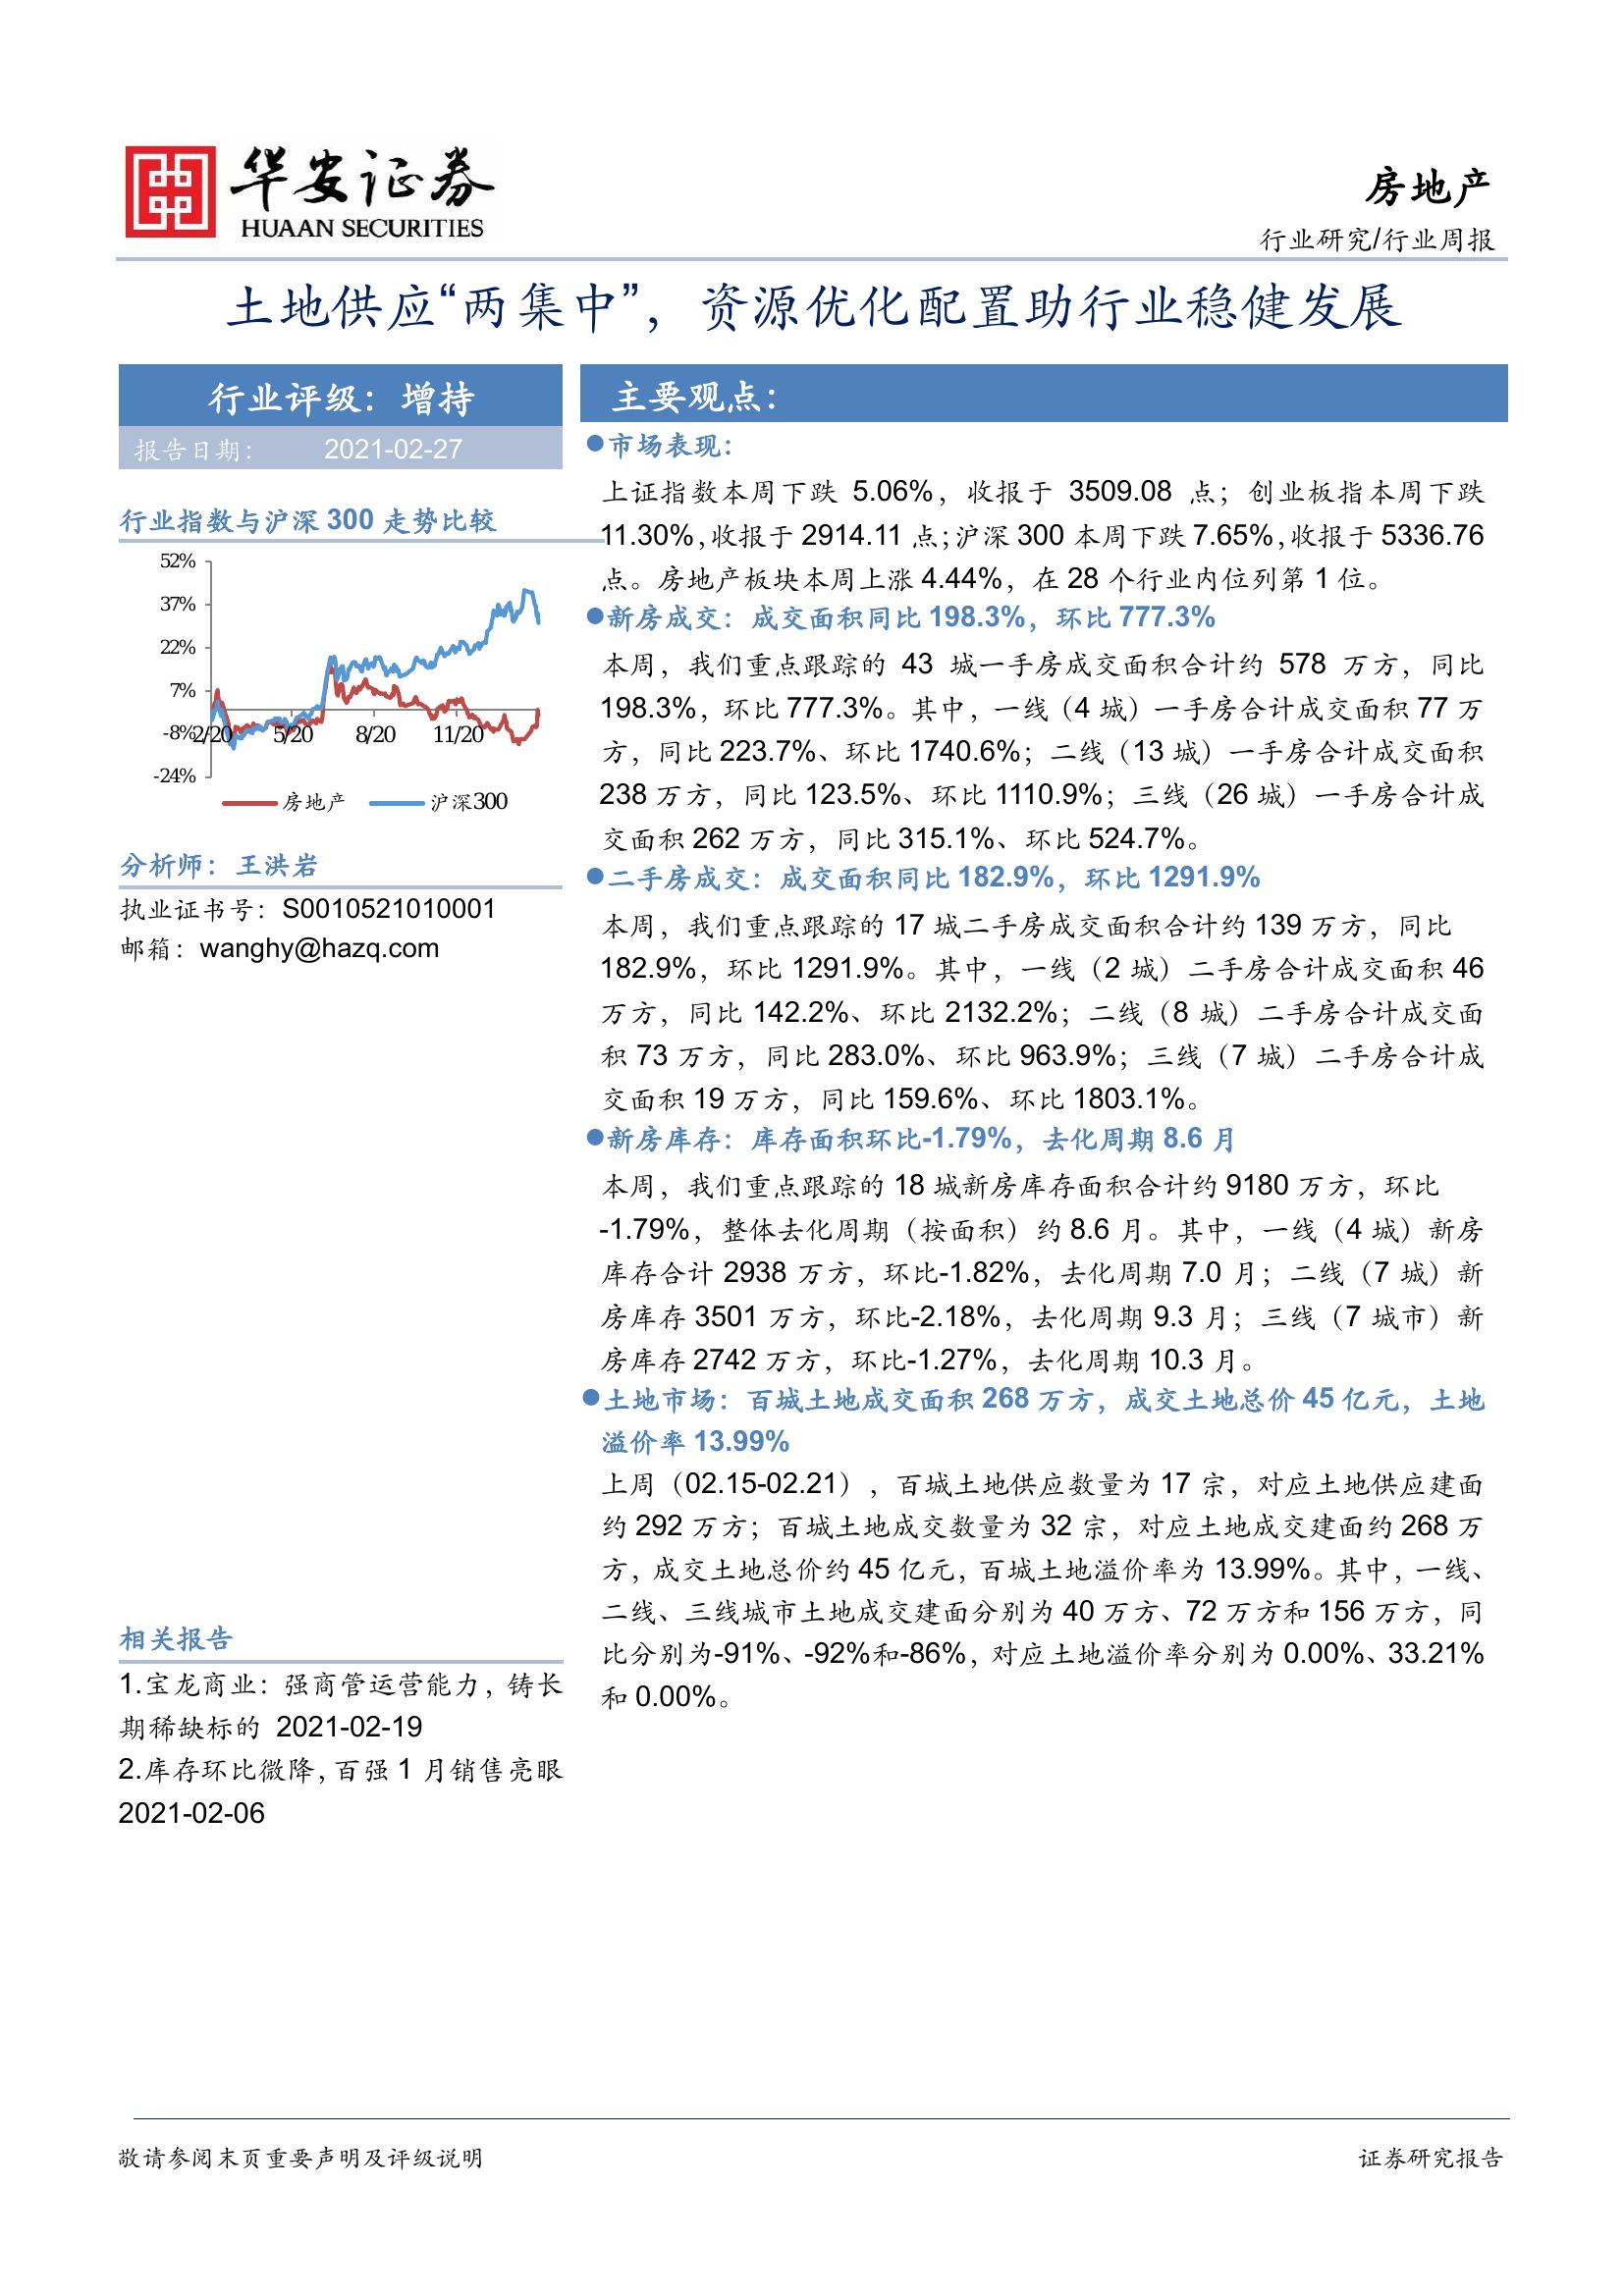 华安证券
HUAAN SECURITIES
房地产
行业研究/行业周报
土地供应“两集中”，资源优化配置助行业稳健发展
行业评级：增持
报告日期： 2021-02-27
行业指数与沪深 300 走势比较
52%
37%
22%
7%
-8%
-24%
2/20 5/20 8/20 11/20
房地产 沪深300
分析师：王洪岩
执业证书号：S0010521010001
邮箱：wanghy@hazq.com
相关报告
1.宝龙商业：强商管运营能力，铸长
期稀缺标的 2021-02-19
2.库存环比微降，百强 1 月销售亮眼
2021-02-06
主要观点：
●市场表现：
上证指数本周下跌 5.06%，收报于 3509.08 点；创业板指本周下跌
11.30%，收报于 2914.11 点；沪深 300 本周下跌 7.65%，收报于 5336.76
点。房地产板块本周上涨 4.44%，在 28 个行业内位列第 1 位。
●新房成交：成交面积同比 198.3%，环比 777.3%
本周，我们重点跟踪的 43 城一手房成交面积合计约 578 万方，同比
198.3%，环比 777.3%。其中，一线（4 城）一手房合计成交面积 77 万
方，同比 223.7%、环比 1740.6%；二线（13 城）一手房合计成交面积
238 万方，同比 123.5%、环比 1110.9%；三线（26 城）一手房合计成
交面积 262 万方，同比 315.1%、环比 524.7%。
●二手房成交：成交面积同比 182.9%，环比 1291.9%
本周，我们重点跟踪的 17 城二手房成交面积合计约 139 万方，同比
182.9%，环比 1291.9%。其中，一线（2 城）二手房合计成交面积 46
万方，同比 142.2%、环比 2132.2%；二线（8 城）二手房合计成交面
积 73 万方，同比 283.0%、环比 963.9%；三线（7 城）二手房合计成
交面积 19 万方，同比 159.6%、环比 1803.1%。
●新房库存：库存面积环比-1.79%，去化周期 8.6 月
本周，我们重点跟踪的 18 城新房库存面积合计约 9180 万方，环比
-1.79%，整体去化周期（按面积）约 8.6 月。其中，一线（4 城）新房
库存合计 2938 万方，环比-1.82%，去化周期 7.0 月；二线（7 城）新
房库存 3501 万方，环比-2.18%，去化周期 9.3 月；三线（7 城市）新
房库存 2742 万方，环比-1.27%，去化周期 10.3 月。
●土地市场：百城土地成交面积 268 万方，成交土地总价 45 亿元，土地
溢价率 13.99%
上周（02.15-02.21），百城土地供应数量为 17 宗，对应土地供应建面
约 292 万方；百城土地成交数量为 32 宗，对应土地成交建面约 268 万
方，成交土地总价约 45 亿元，百城土地溢价率为 13.99%。其中，一线、
二线、三线城市土地成交建面分别为 40 万方、72 万方和 156 万方，同
比分别为-91%、-92%和-86%，对应土地溢价率分别为 0.00%、33.21%
和 0.00%。
敬请参阅末页重要声明及评级说明
证券研究报告